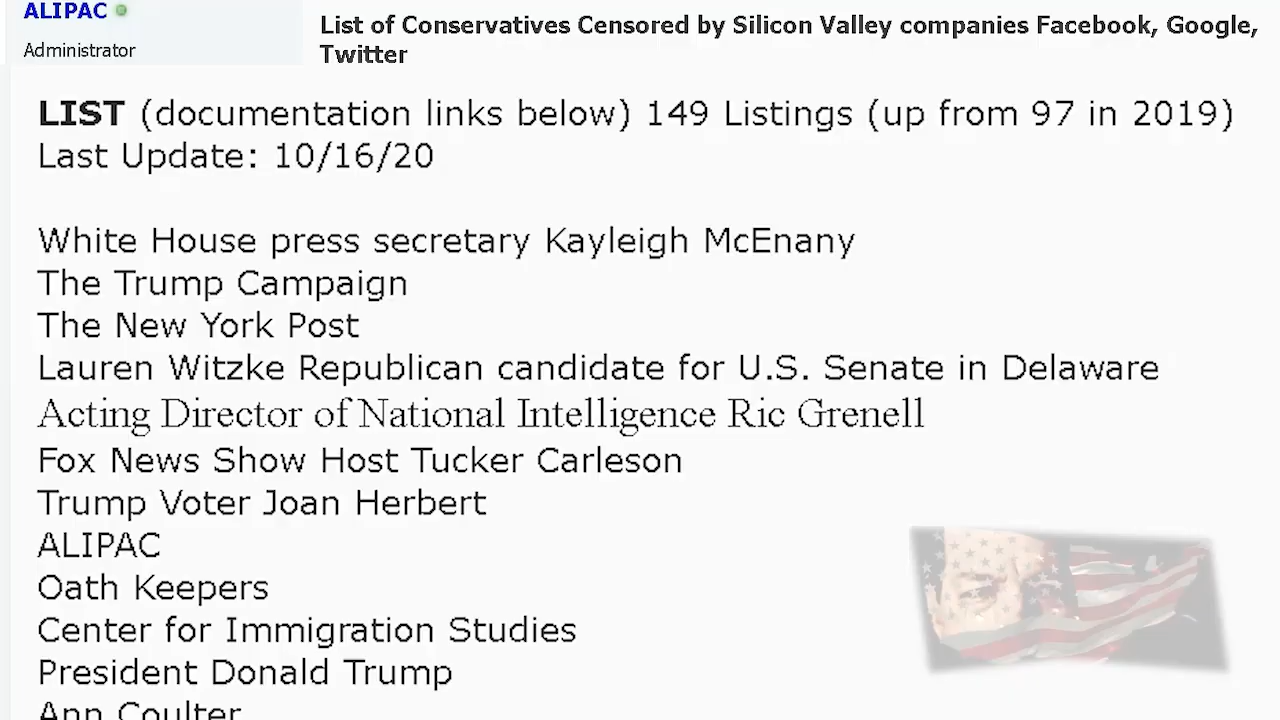 ALIPAC
Administrator
List of Conservatives Censored by Silicon Valley companies Facebook, Google,
Twitter
LIST (documentation links below) 149 Listings (up from 97 in 2019)
Last Update: 10/16/20
White House press secretary Kayleigh McEnany
The Trump Campaign
The New York Post
Lauren Witzke Republican candidate for U.S. Senate in Delaware
Acting Director of National Intelligence Ric Grenell
Fox News Show Host Tucker Carleson
Trump Voter Joan Herbert
ALIPAC
Oath Keepers
Center for Immigration Studies
President Donald Trump
Ann Coulter